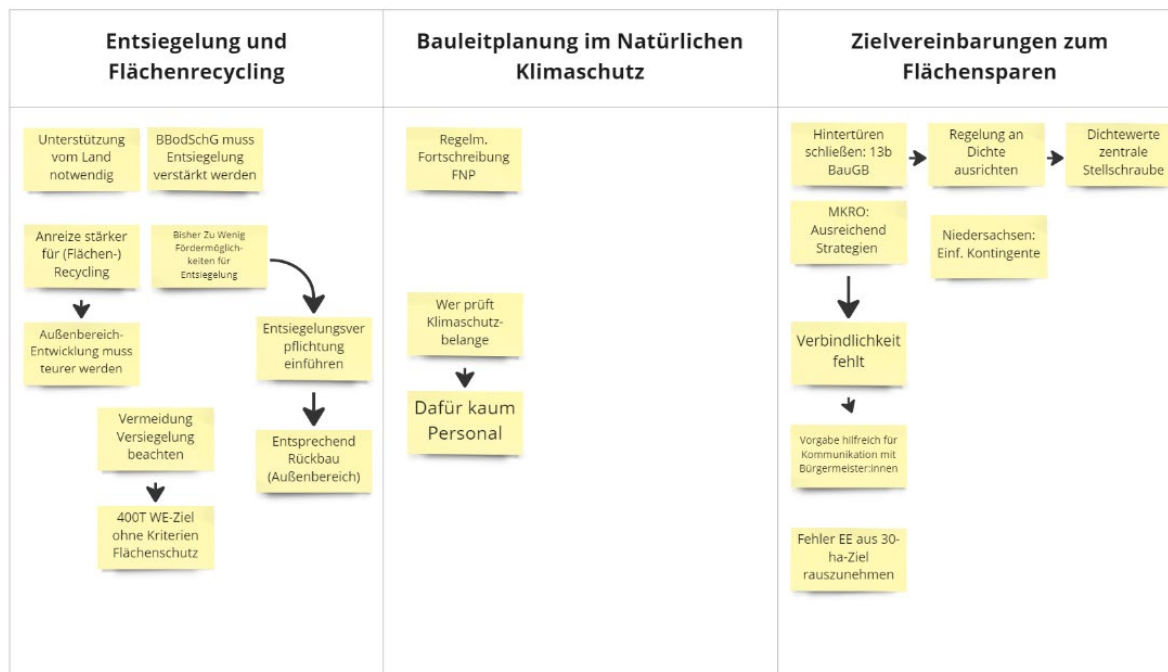 Entsiegelung und
Flächenrecycling
Bauleitplanung im Natürlichen
Klimaschutz
Zielvereinbarungen zum
Flächensparen
Unterstützung
vom Land
notwendig
BBodSchG muss
Entsiegelung
verstärkt werden
Anreize stärker
für (Flächen-)
Recycling
Bisher Zu Wenig
Fördermöglich-
keiten für
Entsiegelung
Außenbereich-
Entwicklung muss
teurer werden
Entsiegelungsver
pflichtung
einführen
Vermeidung
Versiegelung
beachten
Entsprechend
Rückbau
(Außenbereich)
400T WE-Ziel
ohne Kriterien
Flächenschutz
Regelm.
Fortschreibung
FNP
Wer prüft
Klimaschutz-
belange
Dafür kaum
Personal
Hintertüren
schließen: 13b
BauGB
Regelung an
Dichte
ausrichten
Dichtewerte
zentrale
Stellschraube
MKRO:
Ausreichend
Strategien
Niedersachsen:
Einf. Kontingente
Verbindlichkeit
fehlt
Vorgabe hilfreich für
Kommunikation mit
Bürgermeister:innen
Fehler EE aus 30-
ha-Ziel
rauszunehmen